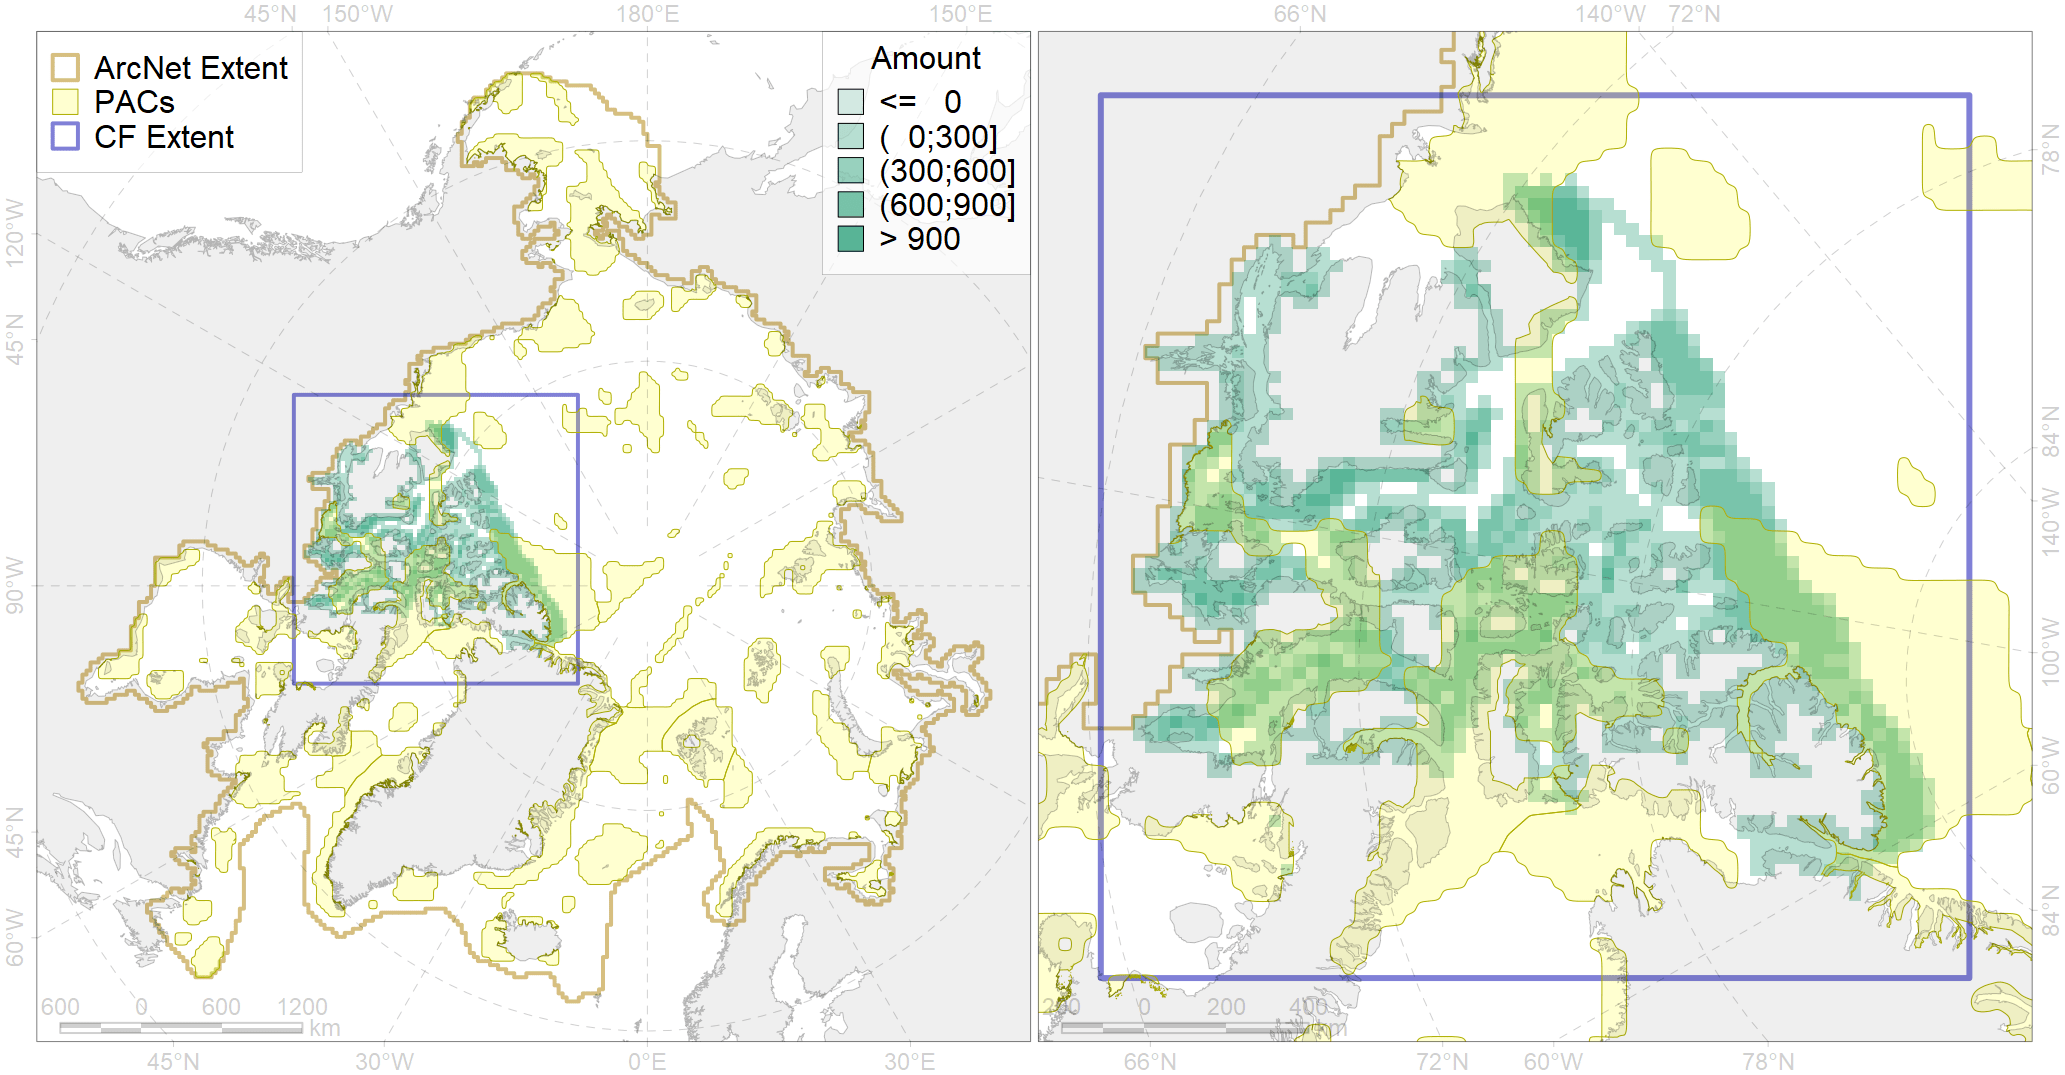 45°N 150°W 180°E 150°E 66°N 140°W 72°N
ArcNet Extent
PACs
CF Extent
Amount
<= 0
( 0;300]
(300;600]
(600;900]
> 900
120°W
45°N
90°W
45°N
60°W
78°N
84°N
140°W
100°W
60°W
84°N
600 0 600 1200
km
200 0 200 400
km
45°N 30°W 0°E 30°E 66°N 72°N 60°W 78°N